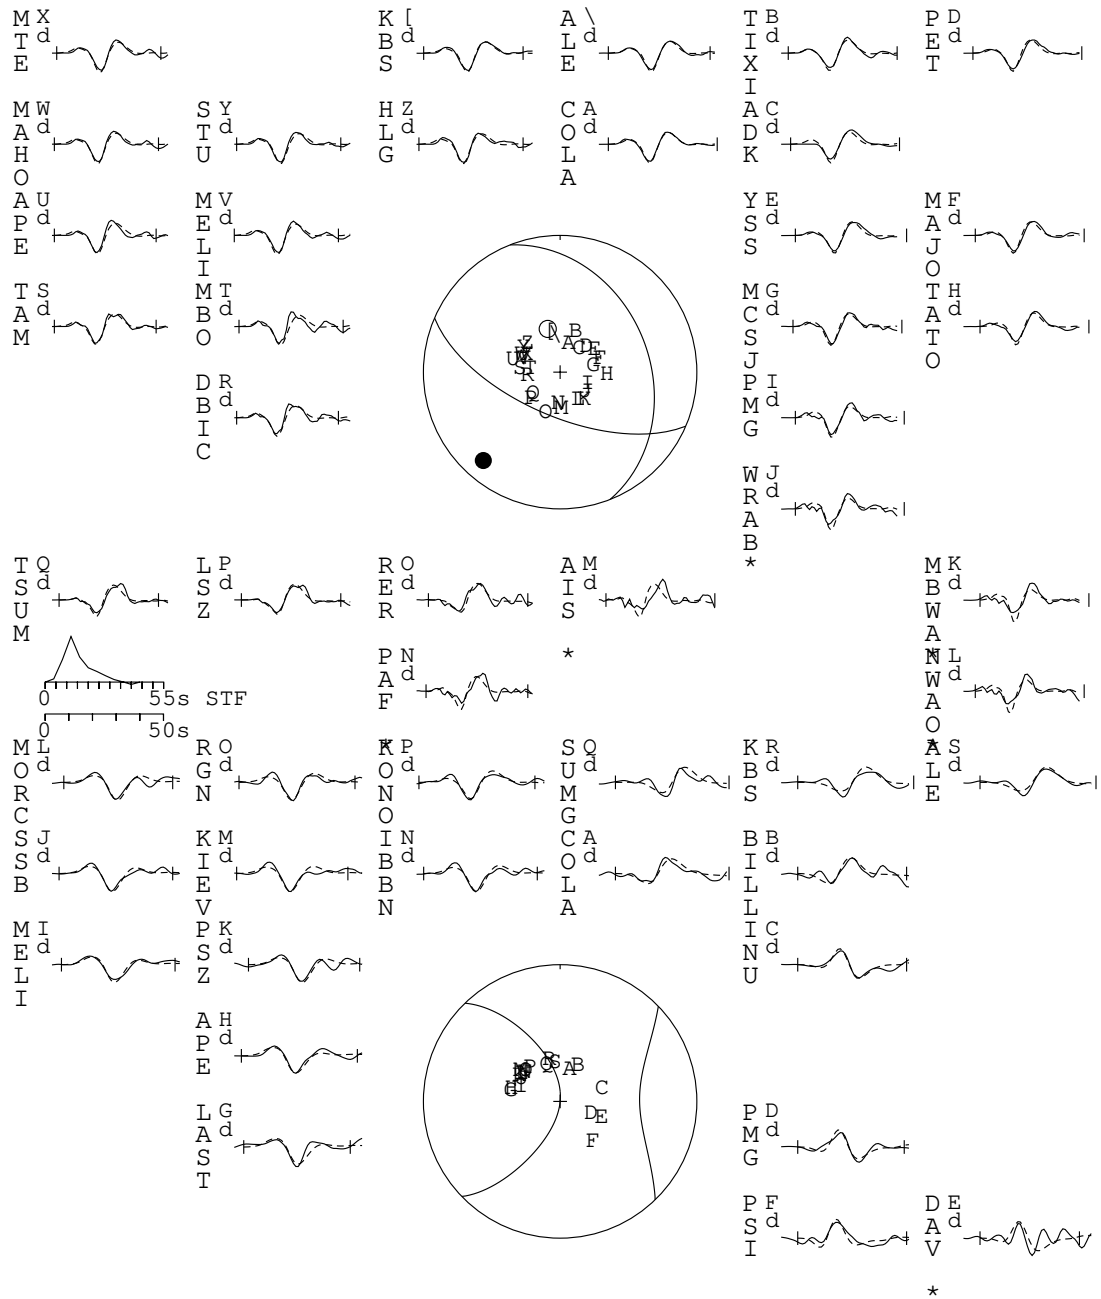 MTE X d
KBS [ d
ALE \ d
TIXI B d
PET D d
MAHO W d
STU Y d
HLG Z d
COLA A d
ADK C d
APE U d
MELI V d
YSS E d
MAJO F d
TAM S d
MBO T d
MCSJ G d
TATO H d
DBIC R d
PMG I d
WRAB J d
*
TSUM Q d
LSZ P d
RER O d
AIS M d
*
MBWA K d
*
PAF N d
*
NWAO L d
*
0 55s STF
0 50s
MORC L d
RGN O d
KONO P d
SUMG Q d
KBS R d
ALE S d
SSB J d
KIEV M d
IBBN N d
COLA A d
BILL B d
MELI I d
PSZ K d
INU C d
APE H d
LAST G d
PMG D d
PSI F d
DAV E d
*
A
B
C
D
E
F